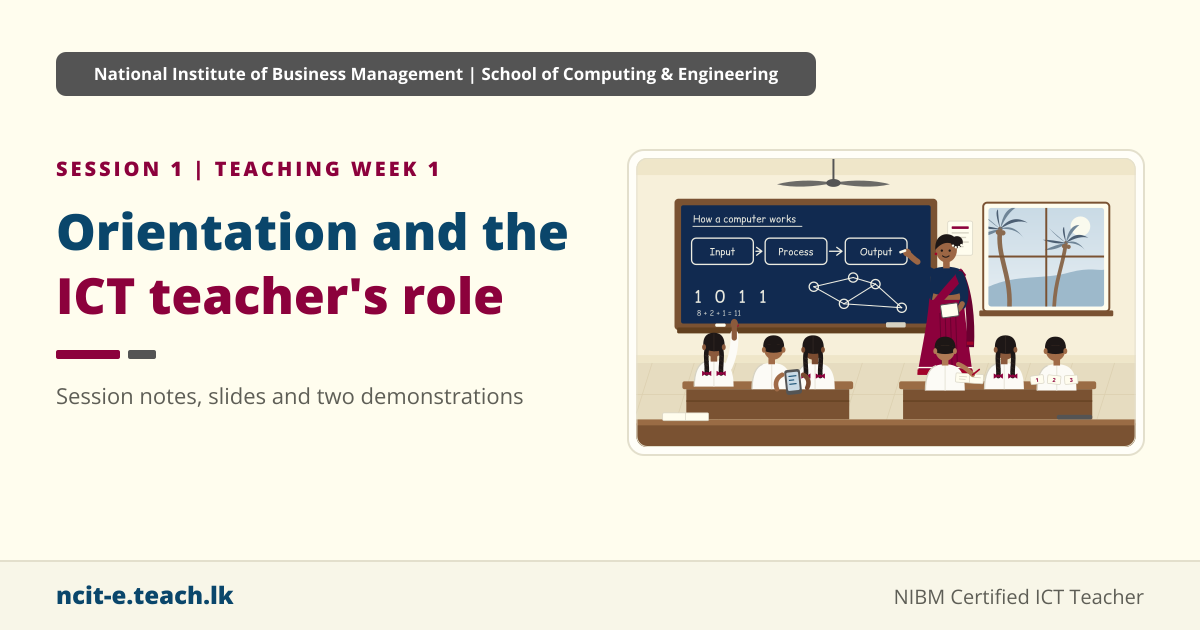 National Institute of Business Management | School of Computing & Engineering
SESSION 1 | TEACHING WEEK 1
Orientation and the
ICT teacher's role
Session notes, slides and two demonstrations
How a computer works
Input
Process
Output
1 0 1 1
8 + 2 + 1 = 11
1 2 3
ncit-e.teach.lk
NIBM Certified ICT Teacher